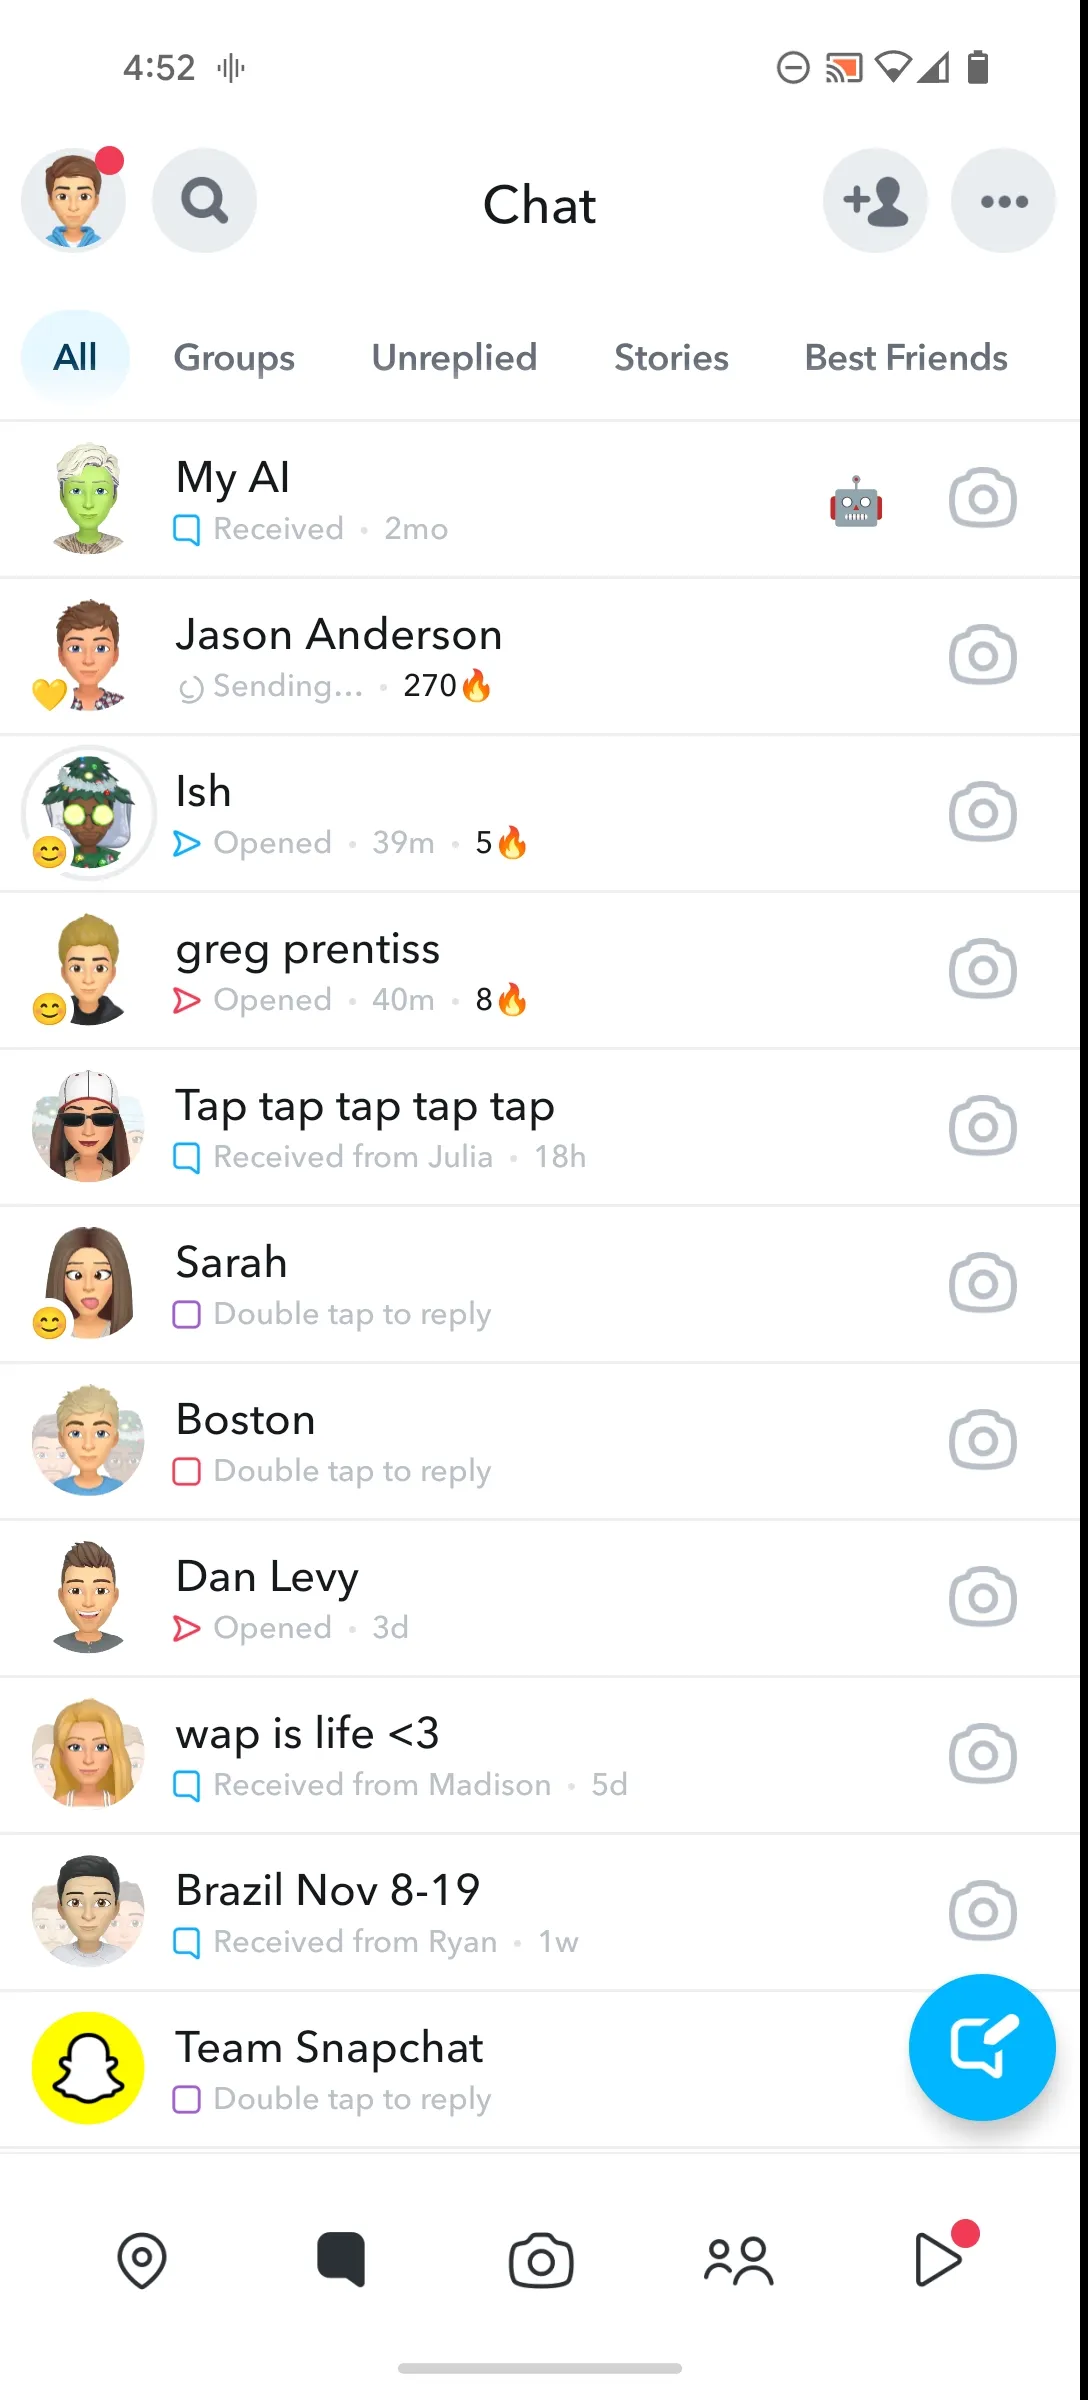 4:52
Chat
All Groups Unreplied Stories Best Friends
My AI
Received • 2mo
Jason Anderson
Sending... • 270🔥
Ish
Opened • 39m • 5🔥
greg prentiss
Opened • 40m • 8🔥
Tap tap tap tap tap
Received from Julia • 18h
Sarah
Double tap to reply
Boston
Double tap to reply
Dan Levy
Opened • 3d
wap is life <3
Received from Madison • 5d
Brazil Nov 8-19
Received from Ryan • 1w
Team Snapchat
Double tap to reply